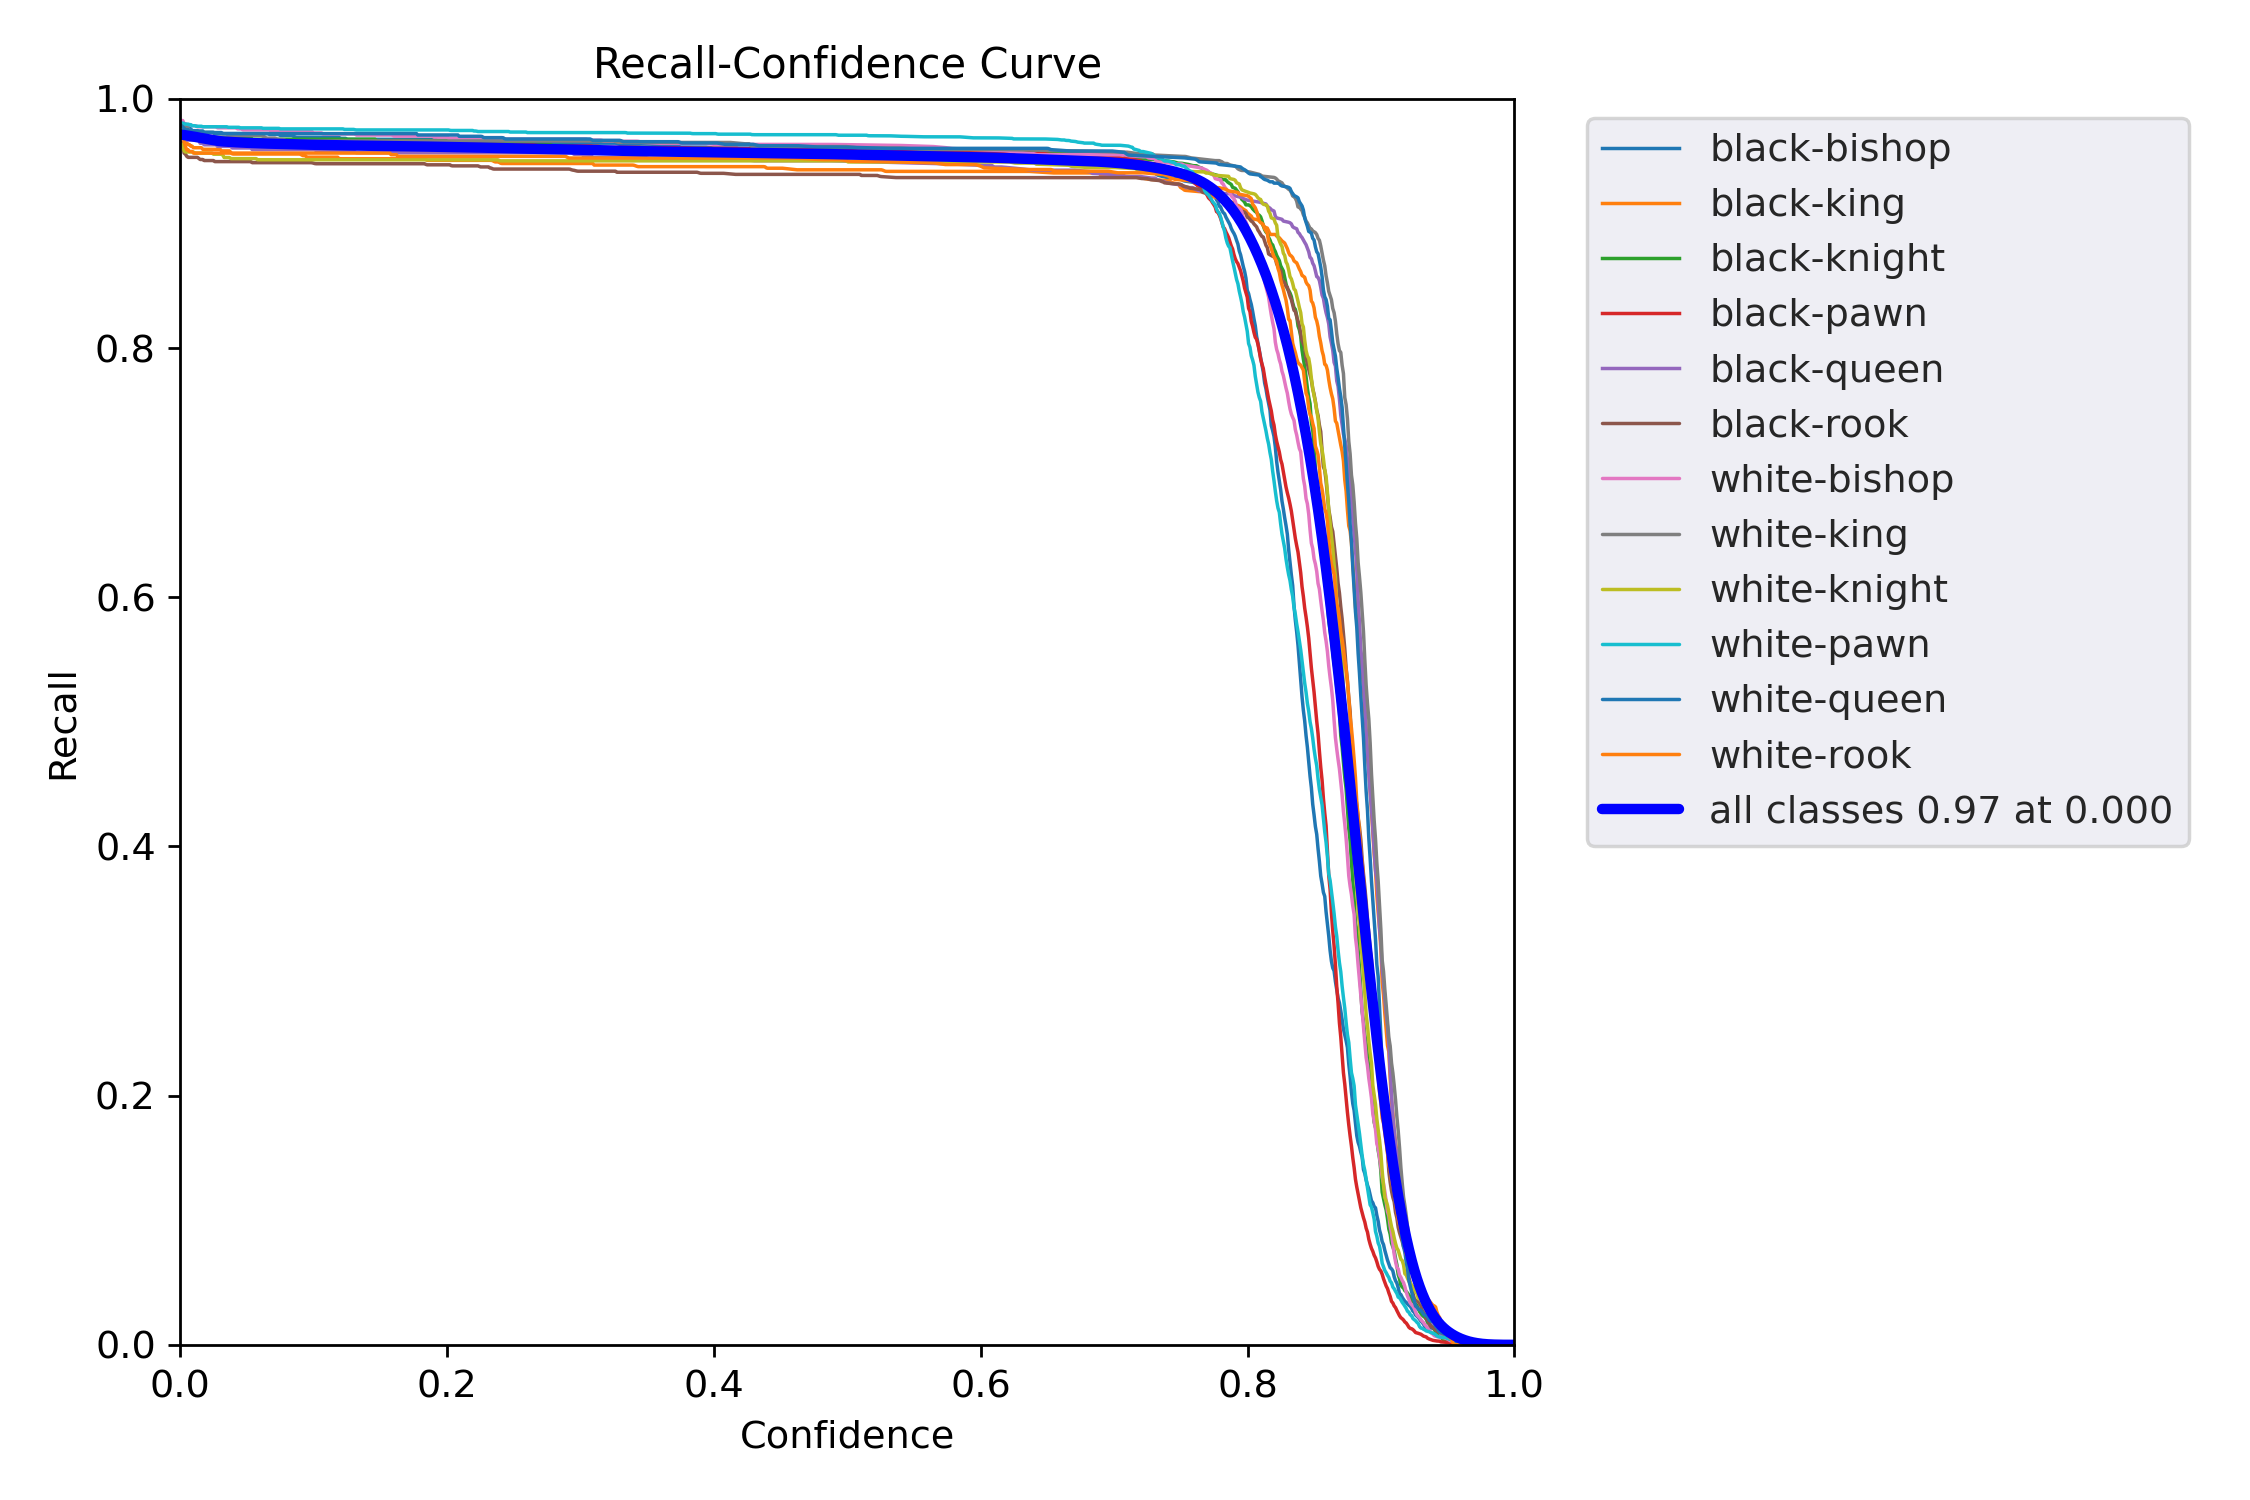 Recall-Confidence Curve
1.0
0.8
0.6
0.4
0.2
0.0
Recall
0.0 0.2 0.4 0.6 0.8 1.0
Confidence
black-bishop
black-king
black-knight
black-pawn
black-queen
black-rook
white-bishop
white-king
white-knight
white-pawn
white-queen
white-rook
all classes 0.97 at 0.000